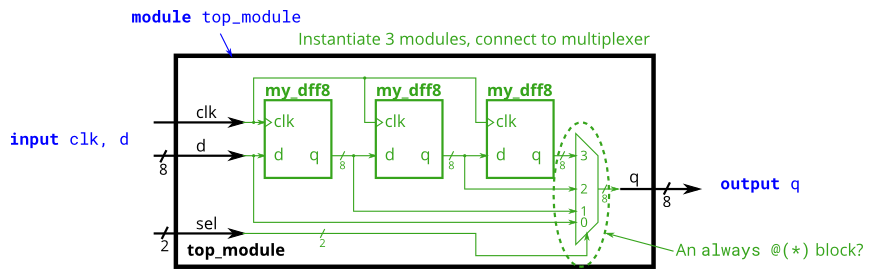 module top_module
Instantiate 3 modules, connect to multiplexer
my_dff8 my_dff8 my_dff8
clk clk clk clk
input clk, d
d d q d q d q 3
8 8 8 8
q output q
2 8 8
1
0
sel
2 2
top_module
An always @(*) block?